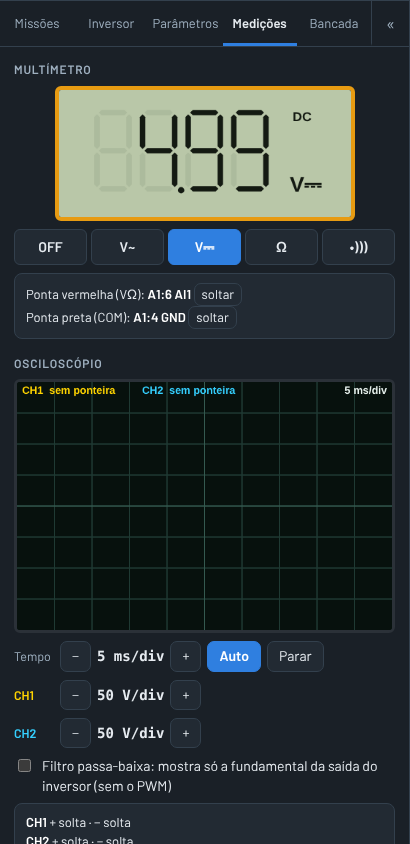 Missões Inversor Parâmetros Medições Bancada «
MULTÍMETRO
4.99
DC
V⎓
OFF V~ V⎓ Ω •)))
Ponta vermelha (VΩ): A1:6 AI1 soltar
Ponta preta (COM): A1:4 GND soltar
OSCILOSCÓPIO
CH1 sem ponteira CH2 sem ponteira 5 ms/div
Tempo − 5 ms/div + Auto Parar
CH1 − 50 V/div +
CH2 − 50 V/div +
Filtro passa-baixa: mostra só a fundamental da saída do
inversor (sem o PWM)
CH1 + solta · − solta
CH2 + solta · − solta